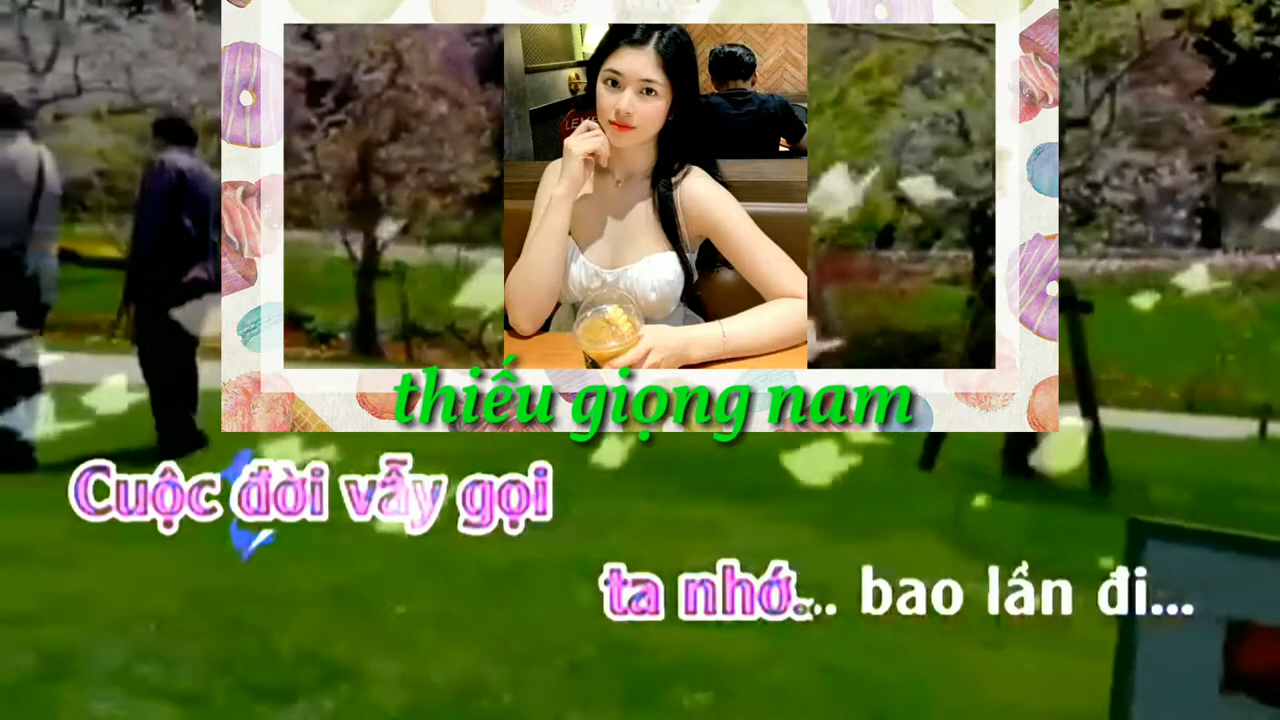 thiếu giọng nam
Cuộc đời vẫy gọi
ta nhớ... bao lần đi...